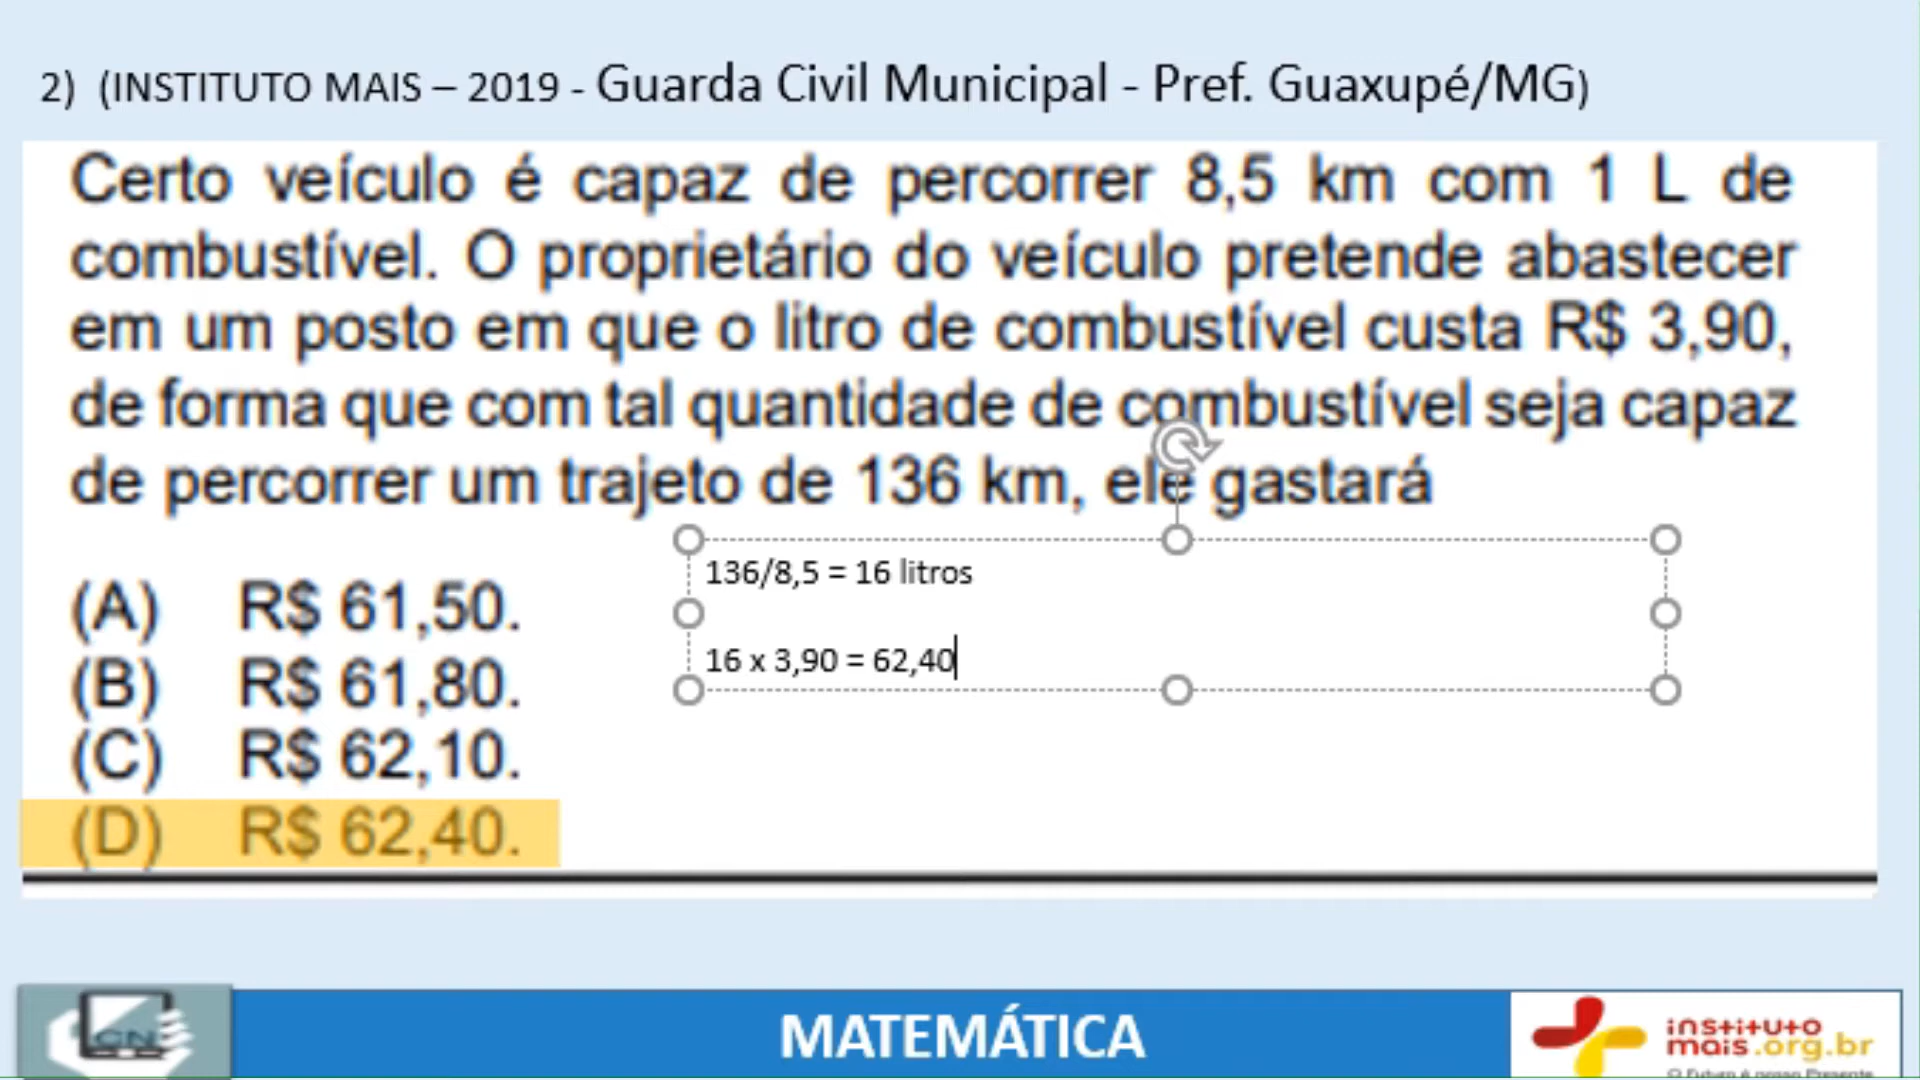 2) (INSTITUTO MAIS – 2019 - Guarda Civil Municipal - Pref. Guaxupé/MG)
Certo veículo é capaz de percorrer 8,5 km com 1 L de
combustível. O proprietário do veículo pretende abastecer
em um posto em que o litro de combustível custa R$ 3,90,
de forma que com tal quantidade de combustível seja capaz
de percorrer um trajeto de 136 km, ele gastará
136/8,5 = 16 litros
16 x 3,90 = 62,40
(A) R$ 61,50.
(B) R$ 61,80.
(C) R$ 62,10.
(D) R$ 62,40.
GN
MATEMÁTICA
instituto
mais.org.br
O Futuro é nosso Presente